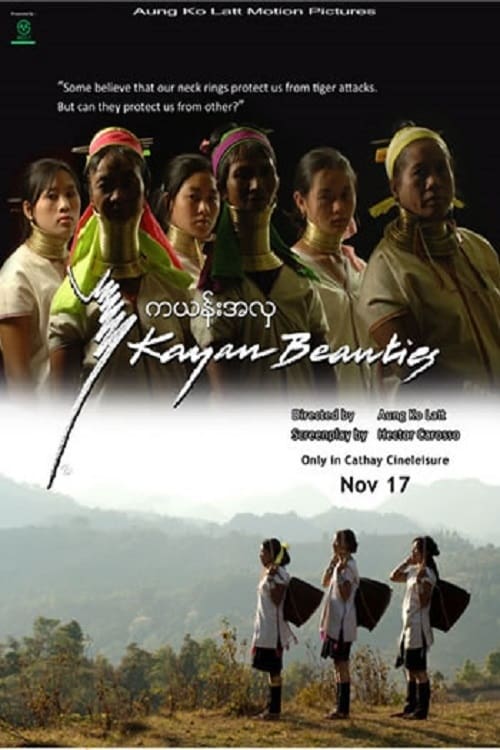 Presented by :
Aung Ko Latt Motion Pictures
“Some believe that our neck rings protect us from tiger attacks.
But can they protect us from other?”
ကယန်းအလှ
Kayan Beauties
Directed by Aung Ko Latt
Screenplay by Hector Carosso
Only in Cathay Cineleisure
Nov 17